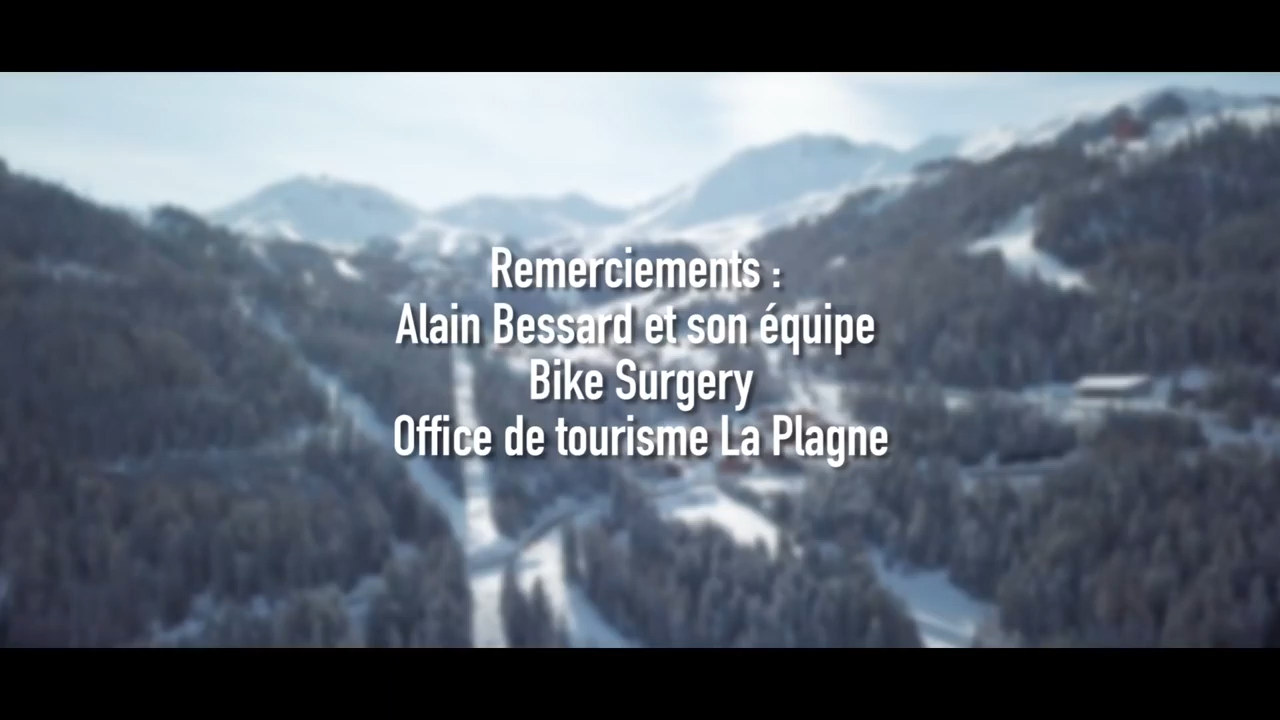 Remerciements :
Alain Bessard et son équipe
Bike Surgery
Office de tourisme La Plagne